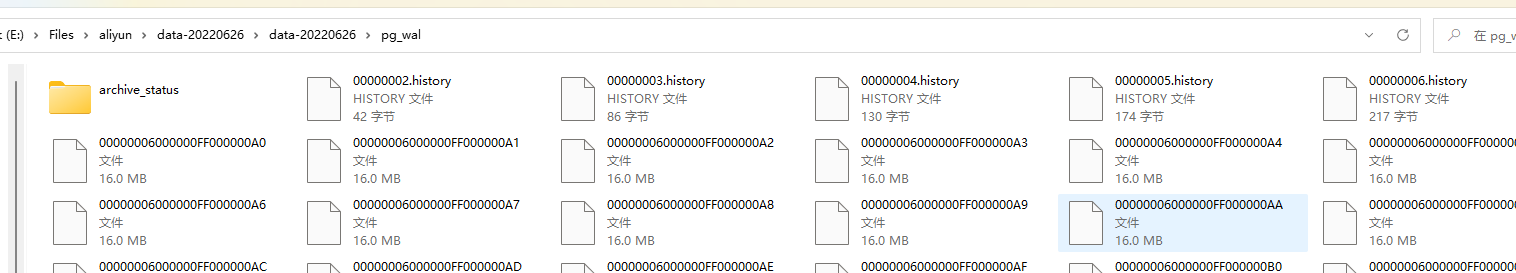 : (E:) > Files > aliyun > data-20220626 > data-20220626 > pg_wal
在 pg_w
archive_status
00000002.history
HISTORY 文件
42 字节
00000003.history
HISTORY 文件
86 字节
00000004.history
HISTORY 文件
130 字节
00000005.history
HISTORY 文件
174 字节
00000006.history
HISTORY 文件
217 字节
00000006000000FF000000A0
文件
16.0 MB
00000006000000FF000000A1
文件
16.0 MB
00000006000000FF000000A2
文件
16.0 MB
00000006000000FF000000A3
文件
16.0 MB
00000006000000FF000000A4
文件
16.0 MB
00000006000000FF00000
文件
16.0 MB
00000006000000FF000000A6
文件
16.0 MB
00000006000000FF000000A7
文件
16.0 MB
00000006000000FF000000A8
文件
16.0 MB
00000006000000FF000000A9
文件
16.0 MB
00000006000000FF000000AA
文件
16.0 MB
00000006000000FF00000
文件
16.0 MB
00000006000000FF000000AC
00000006000000FF000000AD
00000006000000FF000000AE
00000006000000FF000000AF
00000006000000FF000000B0
00000006000000FF00000